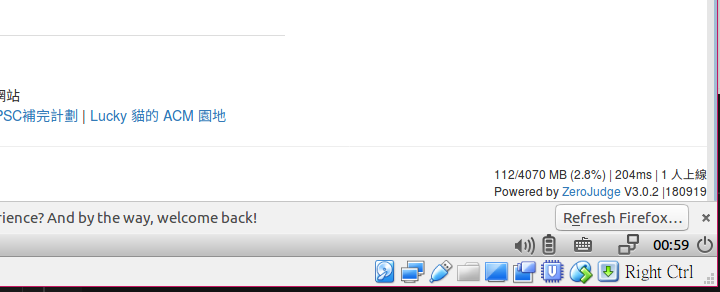 網站
PSC補完計劃 | Lucky 貓的 ACM 園地
112/4070 MB (2.8%) | 204ms | 1 人上線
Powered by ZeroJudge V3.0.2 |180919
rience? And by the way, welcome back!
Refresh Firefox…
00:59
Right Ctrl